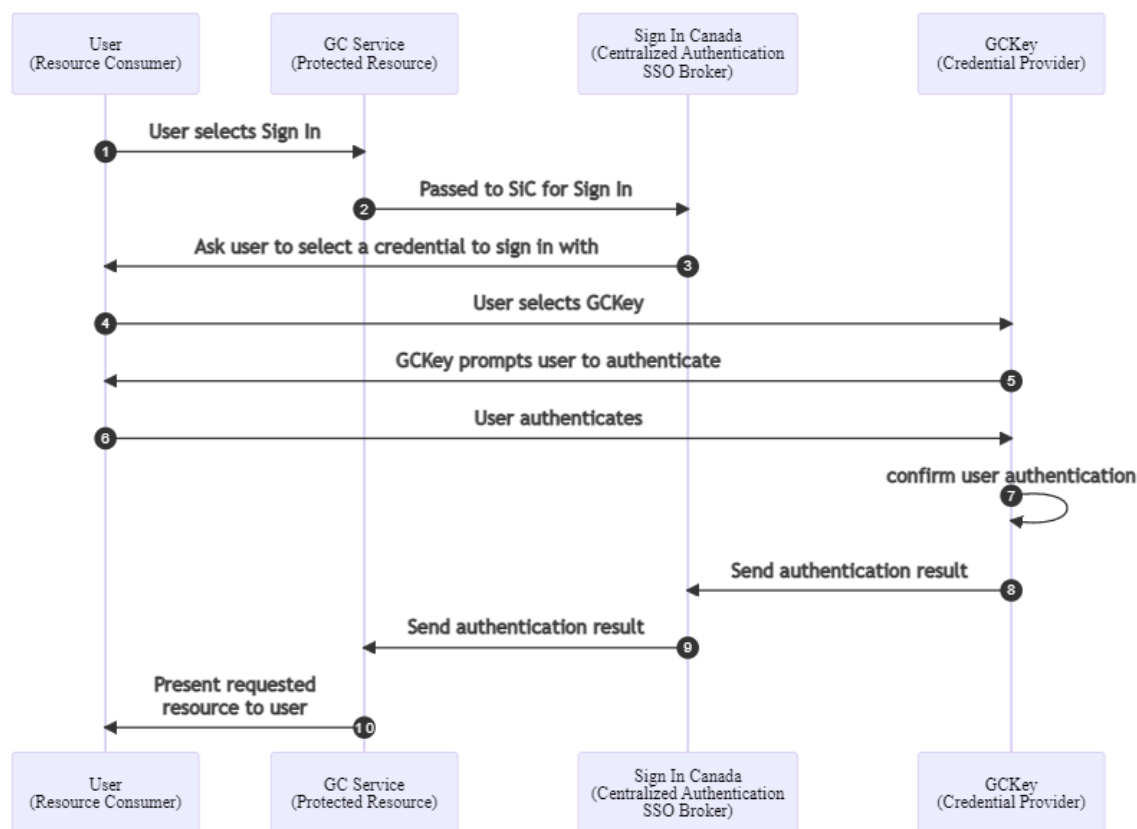 User
(Resource Consumer)
GC Service
(Protected Resource)
Sign In Canada
(Centralized Authentication
SSO Broker)
GCKey
(Credential Provider)
User selects Sign In
1
Passed to SiC for Sign In
2
Ask user to select a credential to sign in with
3
User selects GCKey
4
GCKey prompts user to authenticate
5
User authenticates
6
confirm user authentication
7
Send authentication result
8
Send authentication result
9
Present requested
resource to user
10
User
(Resource Consumer)
GC Service
(Protected Resource)
Sign In Canada
(Centralized Authentication
SSO Broker)
GCKey
(Credential Provider)